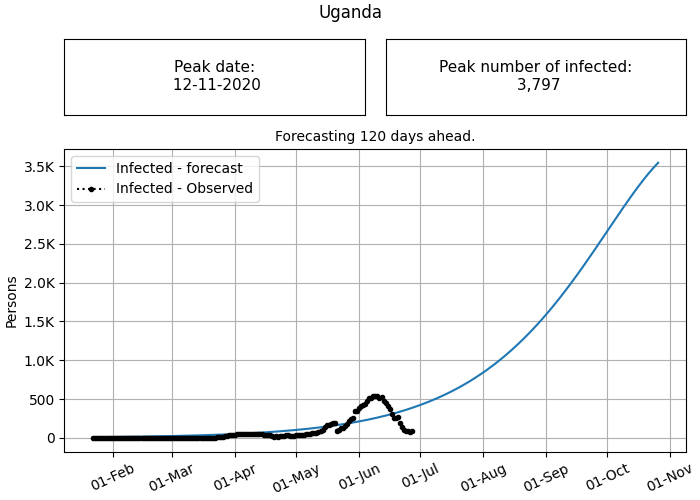 Uganda
Peak date:
12-11-2020
Peak number of infected:
3,797
Forecasting 120 days ahead.
Infected - forecast
Infected - Observed
3.5K
3.0K
2.5K
2.0K
1.5K
1.0K
500
0
Persons
01-Feb
01-Mar
01-Apr
01-May
01-Jun
01-Jul
01-Aug
01-Sep
01-Oct
01-Nov